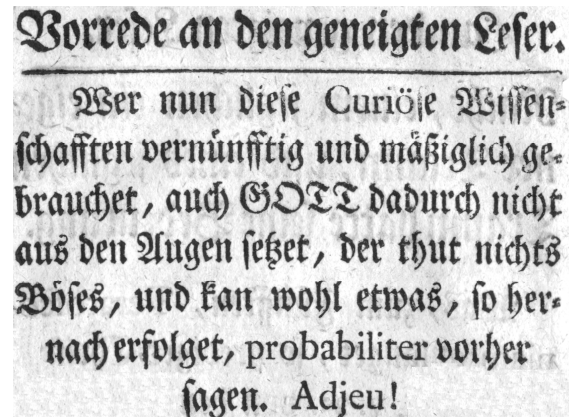 Vorrede an den geneigten Leser.
Wer nun diese Curiöse Wissen-
schafften vernünfftig und mäßiglich ge-
brauchet, auch GOTT dadurch nicht
aus den Augen setzet, der thut nichts
Böses, und kan wohl etwas, so her-
nach erfolget, probabiliter vorher
sagen. Adjeu!